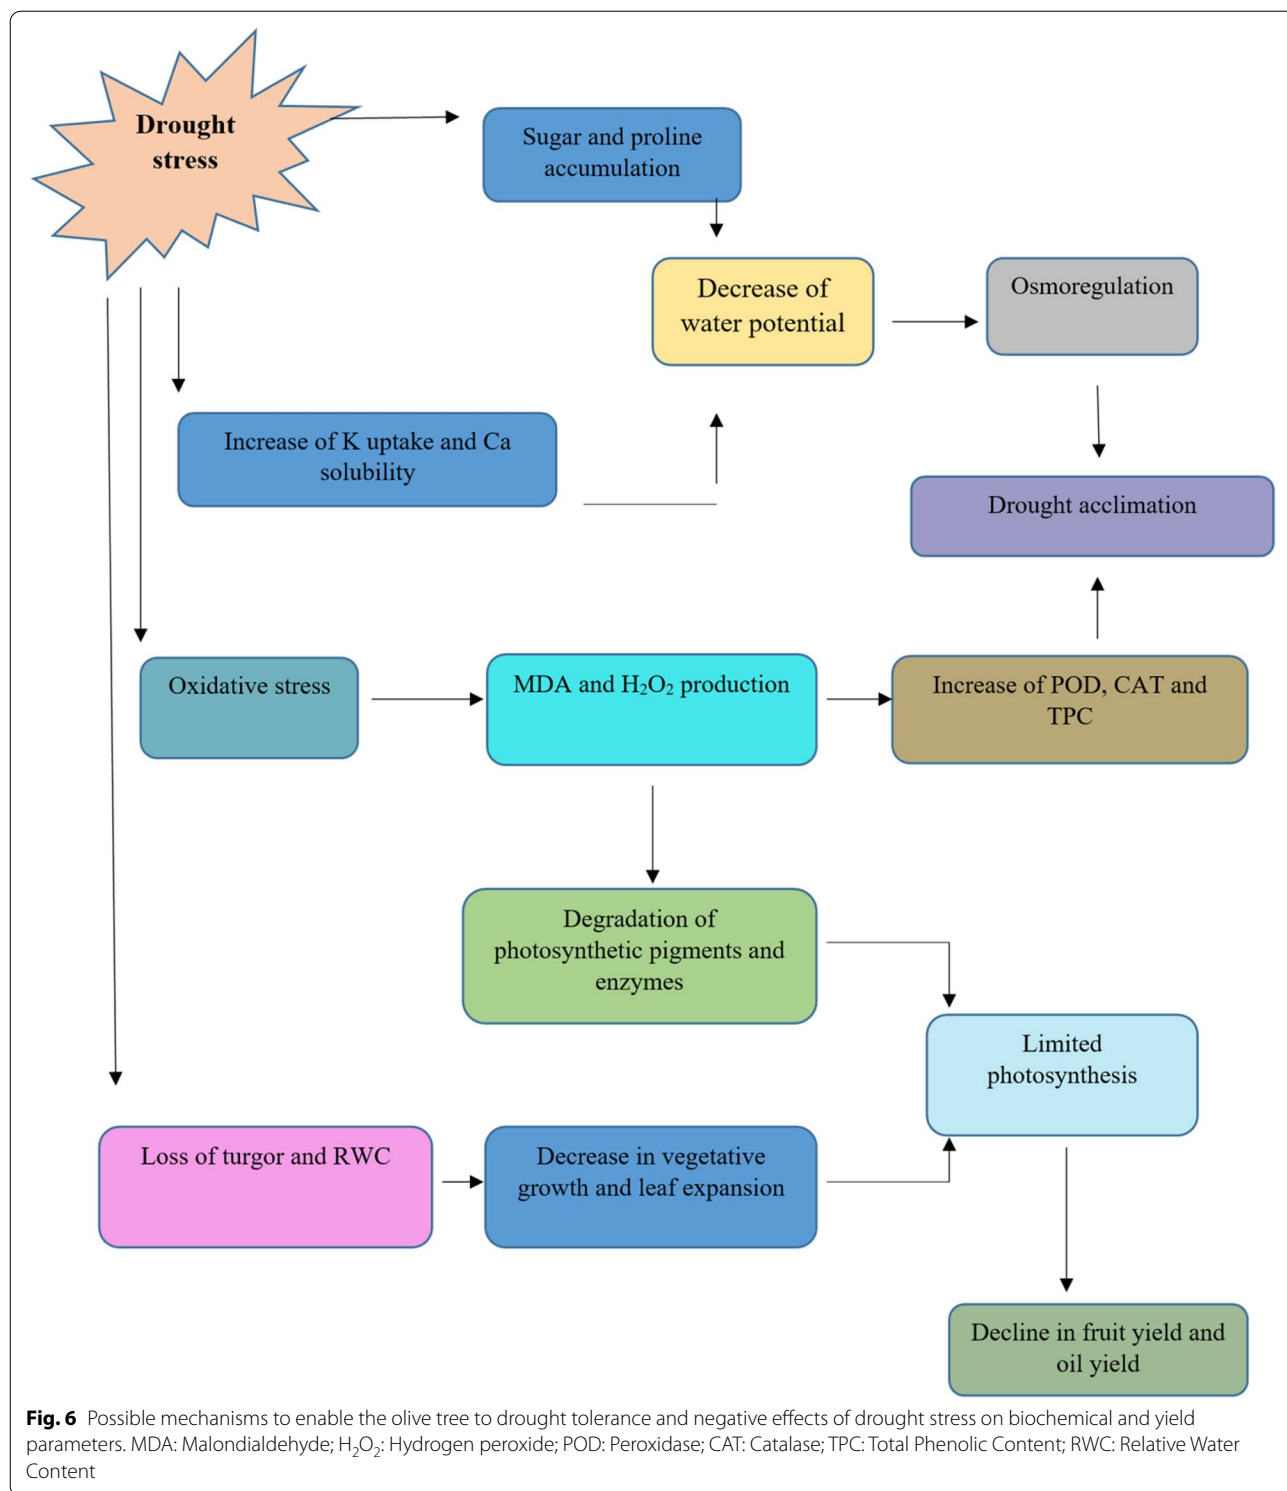 Drought
stress
Sugar and proline
accumulation
Decrease of
water potential
Osmoregulation
Increase of K uptake and Ca
solubility
Drought acclimation
Oxidative stress
MDA and H₂O₂ production
Increase of POD, CAT and
TPC
Degradation of
photosynthetic pigments and
enzymes
Limited
photosynthesis
Loss of turgor and RWC
Decrease in vegetative
growth and leaf expansion
Decline in fruit yield and
oil yield
Fig. 6 Possible mechanisms to enable the olive tree to drought tolerance and negative effects of drought stress on biochemical and yield
parameters. MDA: Malondialdehyde; H₂O₂: Hydrogen peroxide; POD: Peroxidase; CAT: Catalase; TPC: Total Phenolic Content; RWC: Relative Water
Content